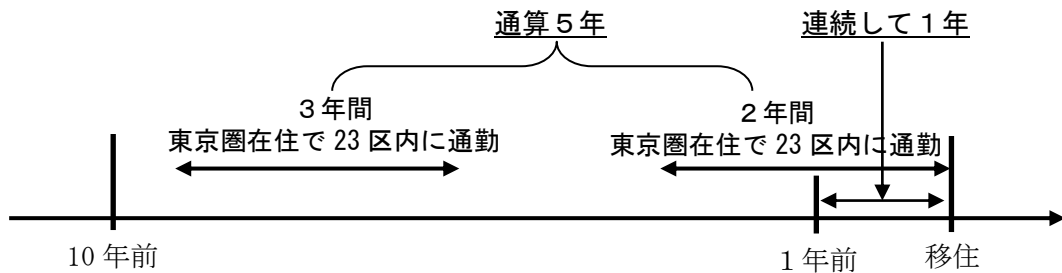 通算５年
連続して１年
３年間
東京圏在住で 23 区内に通勤
２年間
東京圏在住で 23 区内に通勤
10 年前
１年前
移住